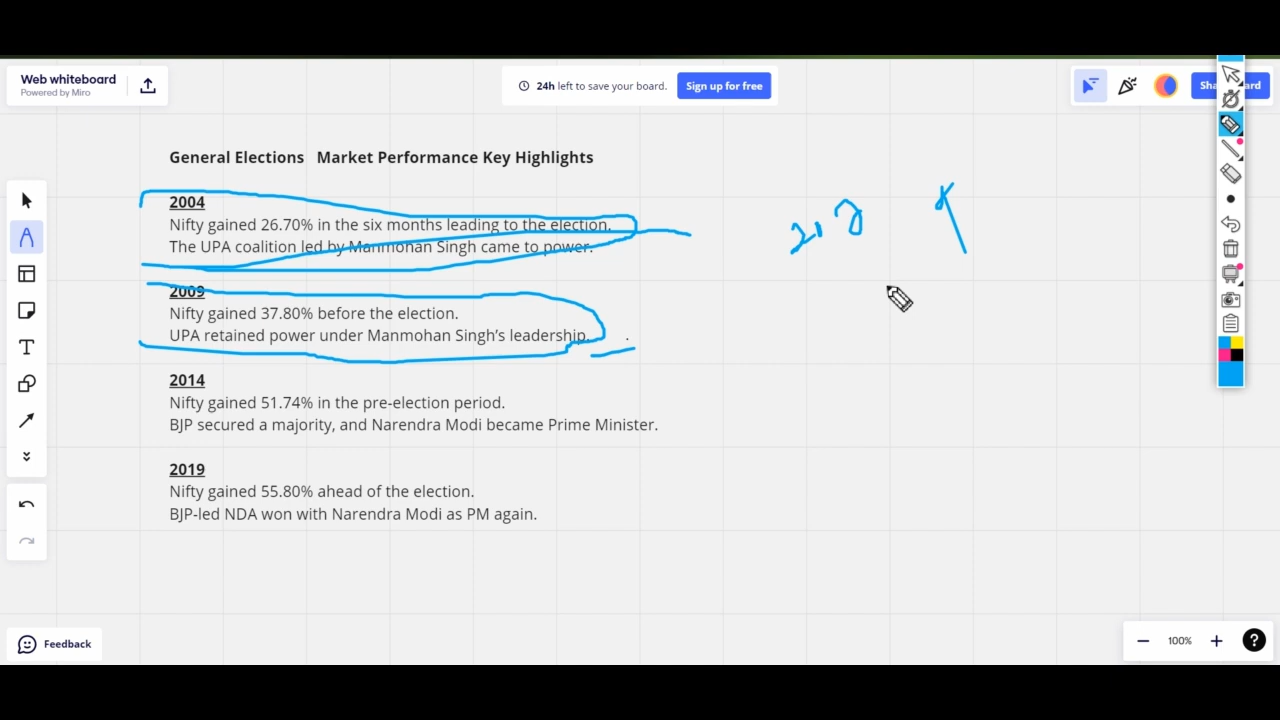 Web whiteboard
Powered by Miro
24h left to save your board.
Sign up for free
General Elections Market Performance Key Highlights
2004
Nifty gained 26.70% in the six months leading to the election.
The UPA coalition led by Manmohan Singh came to power.
2009
Nifty gained 37.80% before the election.
UPA retained power under Manmohan Singh’s leadership. .
2014
Nifty gained 51.74% in the pre-election period.
BJP secured a majority, and Narendra Modi became Prime Minister.
2019
Nifty gained 55.80% ahead of the election.
BJP-led NDA won with Narendra Modi as PM again.
Feedback
100%